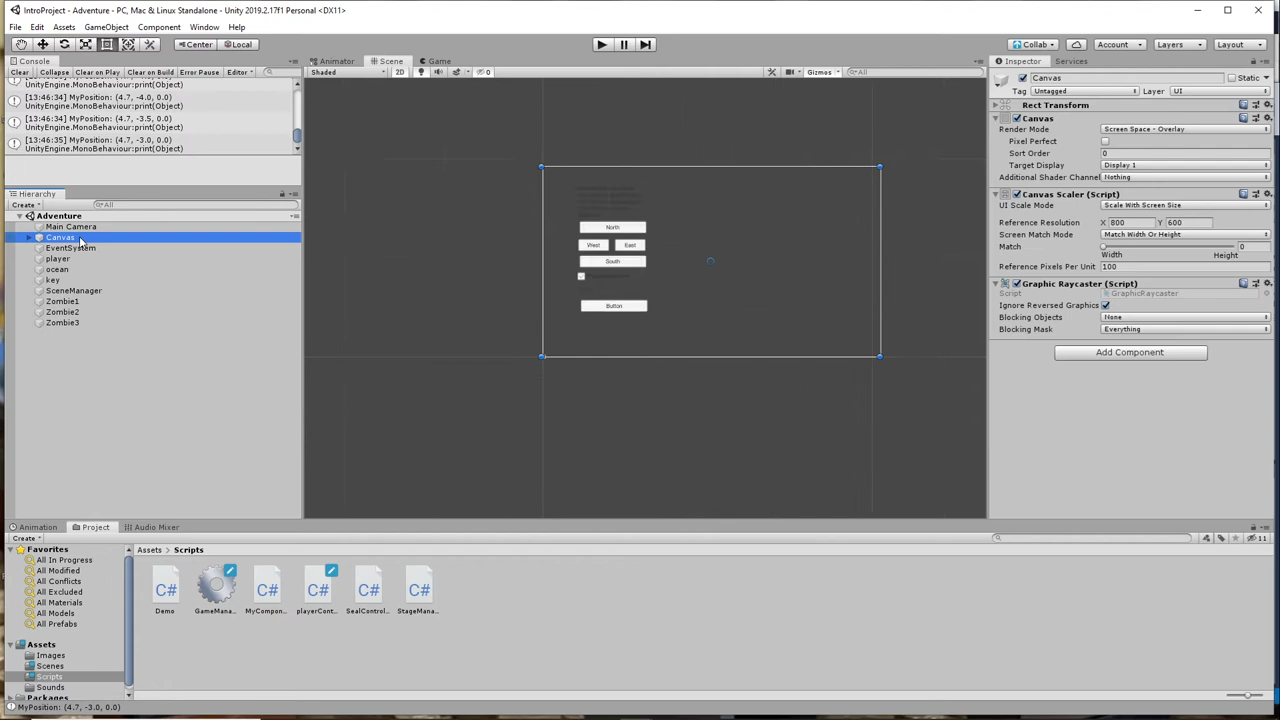 IntroProject - Adventure - PC, Mac & Linux Standalone - Unity 2019.2.17f1 Personal <DX11>
File Edit Assets GameObject Component Window Help
Center Local Collab Account Layers Layout
Console
Clear Collapse Clear on Play Clear on Build Error Pause Editor
UnityEngine.MonoBehaviour:print(Object)
[13:46:34] MyPosition: (4.7, -4.0, 0.0)
UnityEngine.MonoBehaviour:print(Object)
[13:46:34] MyPosition: (4.7, -3.5, 0.0)
UnityEngine.MonoBehaviour:print(Object)
[13:46:35] MyPosition: (4.7, -3.0, 0.0)
UnityEngine.MonoBehaviour:print(Object)
Hierarchy
Create All
Adventure
Main Camera
Canvas
EventSystem
player
ocean
key
SceneManager
Zombie1
Zombie2
Zombie3
Animator Scene Game
Shaded 2D 0 Gizmos All
North
West East
South
Button
Inspector Services
Canvas Static
Tag Untagged Layer UI
Rect Transform
Canvas
Render Mode Screen Space - Overlay
Pixel Perfect
Sort Order 0
Target Display Display 1
Additional Shader Channel Nothing
Canvas Scaler (Script)
UI Scale Mode Scale With Screen Size
Reference Resolution X 800 Y 600
Screen Match Mode Match Width Or Height
Match 0
Width Height
Reference Pixels Per Unit 100
Graphic Raycaster (Script)
Script GraphicRaycaster
Ignore Reversed Graphics
Blocking Objects None
Blocking Mask Everything
Add Component
Animation Project Audio Mixer
Create 11
Favorites
All In Progress
All Modified
All Conflicts
All Excluded
All Materials
All Models
All Prefabs
Assets
Images
Scenes
Scripts
Sounds
Packages
Assets Scripts
C# C# C# C# C#
Demo GameMana... MyCompon... playerCont... SealControl... StageMana...
MyPosition: (4.7, -3.0, 0.0)